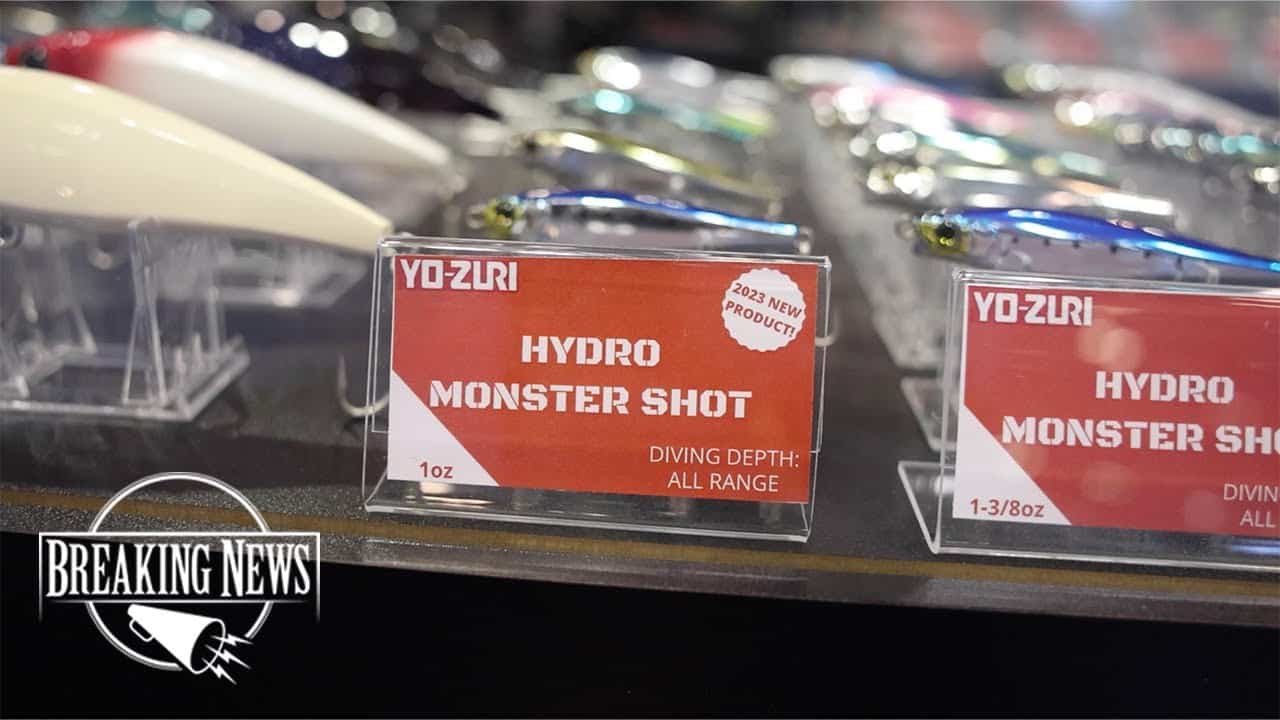 YO-ZURI
2023 NEW
PRODUCT!
HYDRO
MONSTER SHOT
DIVING DEPTH:
ALL RANGE
1oz
YO-ZURI
HYDRO
MONSTER SHO
DIVIN
ALL
1-3/8oz
BREAKING NEWS